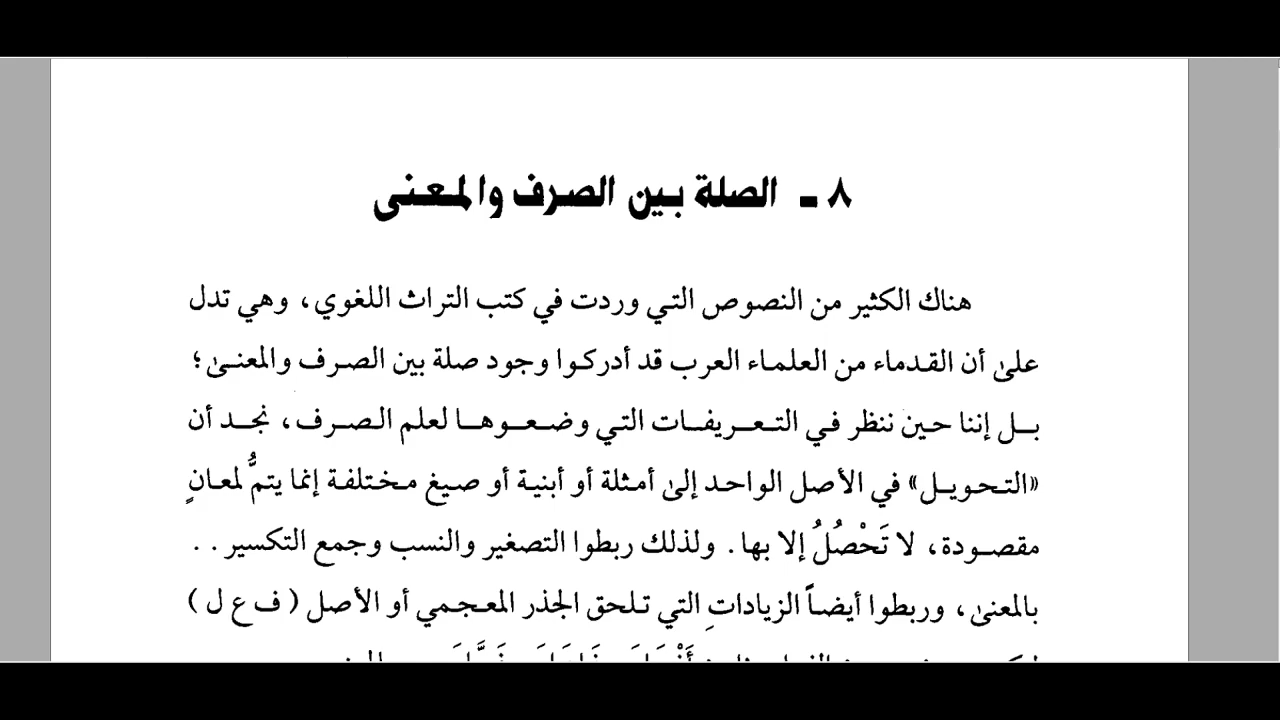 ٨ - الصلة بين الصرف والمعنى
هناك الكثير من النصوص التي وردت في كتب التراث اللغوي، وهي تدل
علىٰ أن القدماء من العلماء العرب قد أدركوا وجود صلة بين الصرف والمعنىٰ؛
بل إننا حين ننظر في التعريفات التي وضعوها لعلم الصرف، نجد أن
«التحويل» في الأصل الواحد إلىٰ أمثلة أو أبنية أو صيغ مختلفة إنما يتمُّ لمعانٍ
مقصودة، لا تَحْصُلُ إلا بها. ولذلك ربطوا التصغير والنسب وجمع التكسير . .
بالمعنىٰ، وربطوا أيضاً الزياداتِ التي تلحق الجذر المعجمي أو الأصل ( ف ع ل )